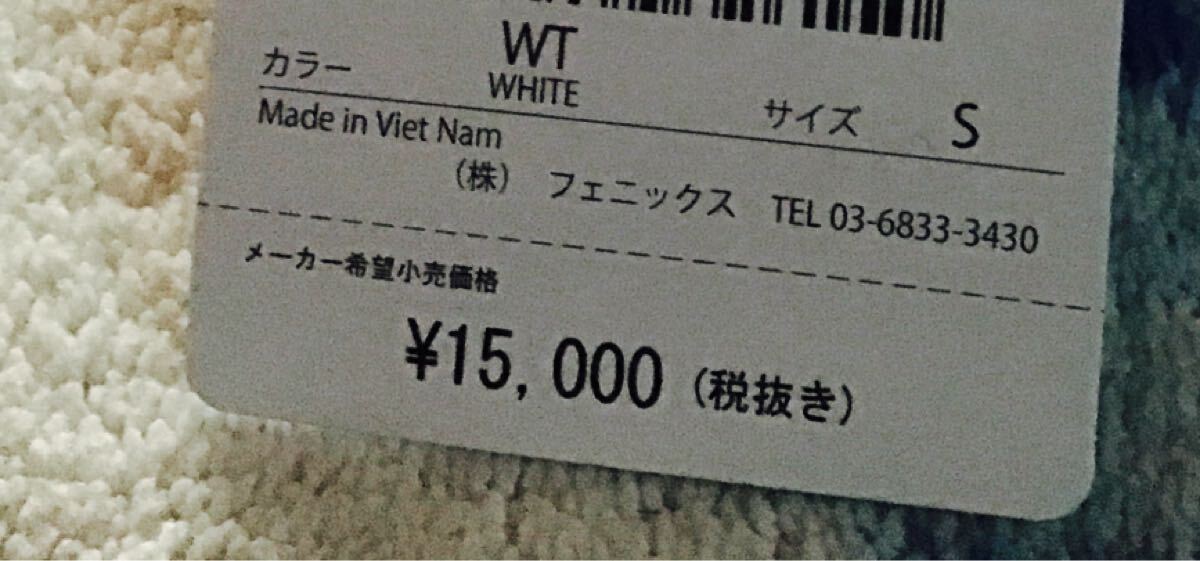 カラー WT
WHITE サイズ S
Made in Viet Nam
（株） フェニックス TEL 03-6833-3430
メーカー希望小売価格
¥15,000（税抜き）